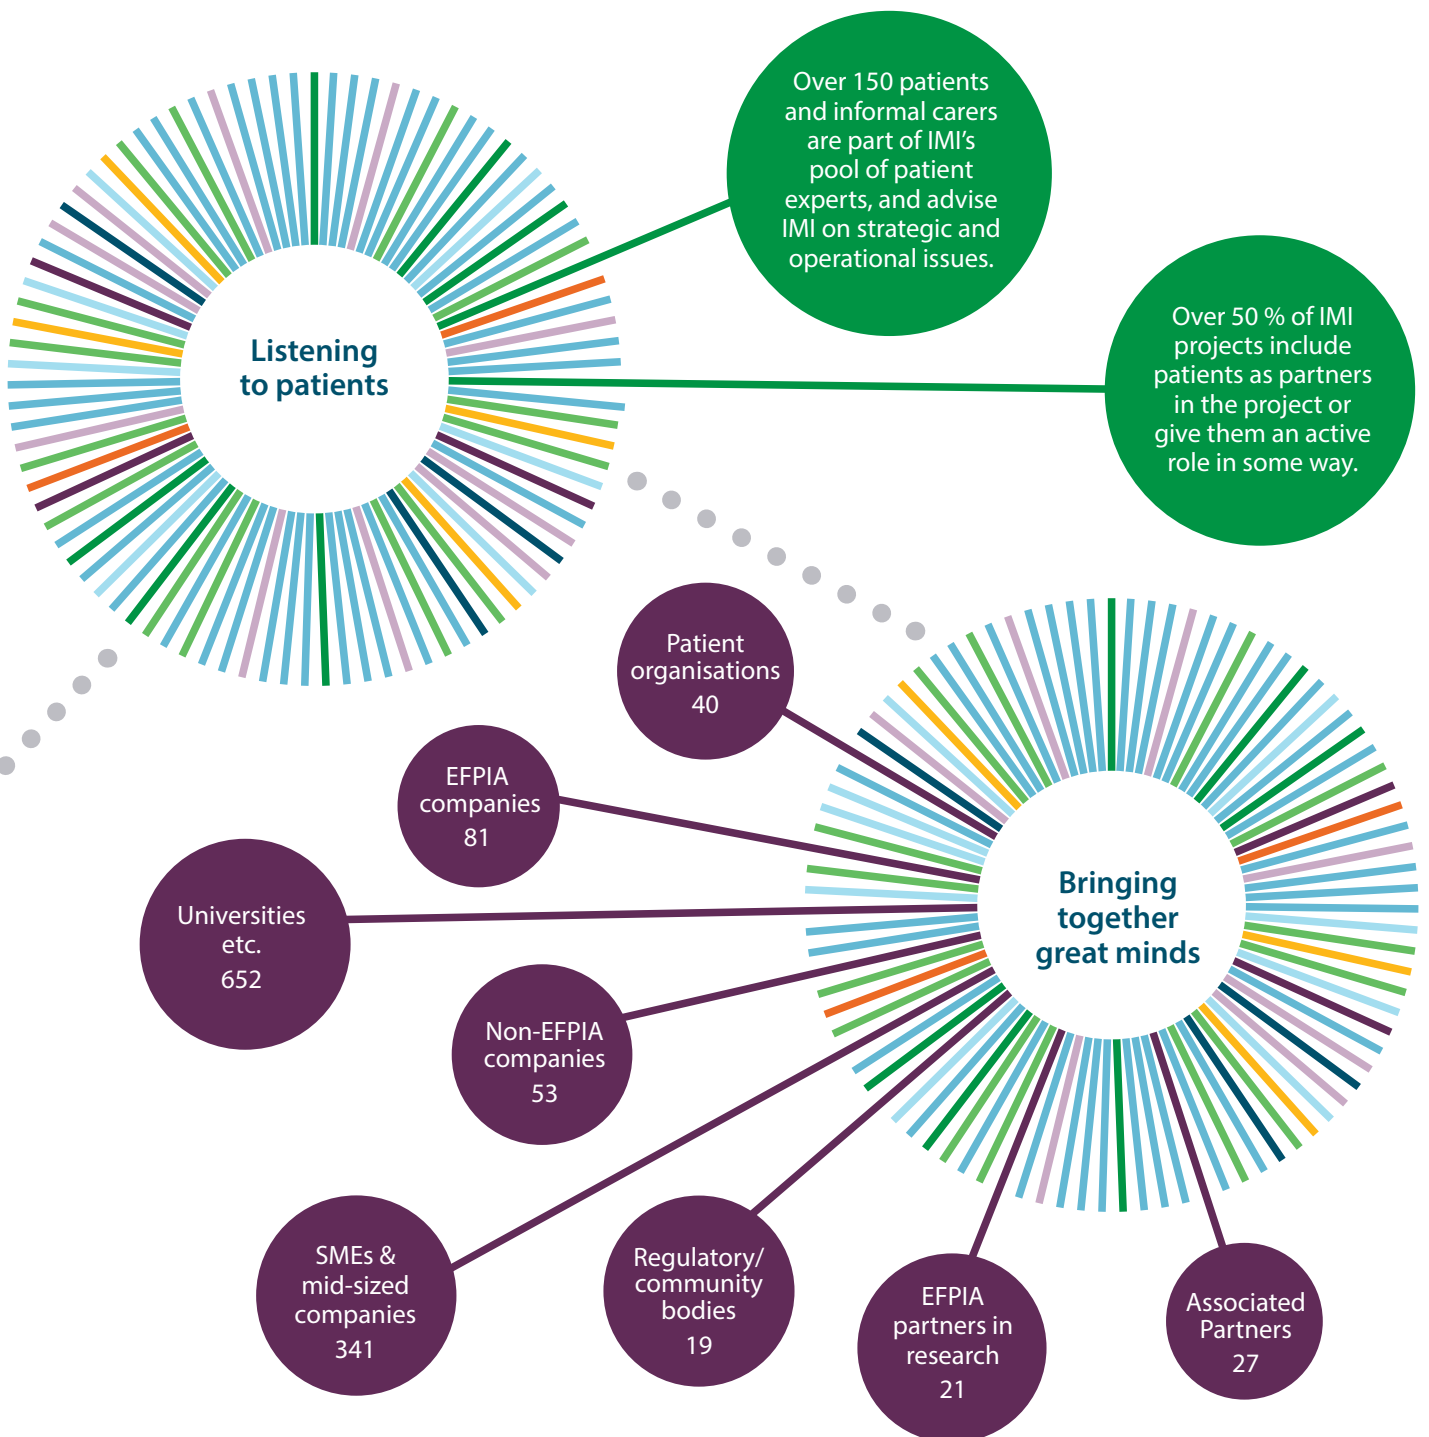 Over 150 patients
and informal carers
are part of IMI's
pool of patient
experts, and advise
IMI on strategic and
operational issues.
Listening
to patients
Over 50 % of IMI
projects include
patients as partners
in the project or
give them an active
role in some way.
Patient
organisations
40
EFPIA
companies
81
Universities
etc.
652
Bringing
together
great minds
Non-EFPIA
companies
53
SMEs &
mid-sized
companies
341
Regulatory/
community
bodies
19
EFPIA
partners in
research
21
Associated
Partners
27